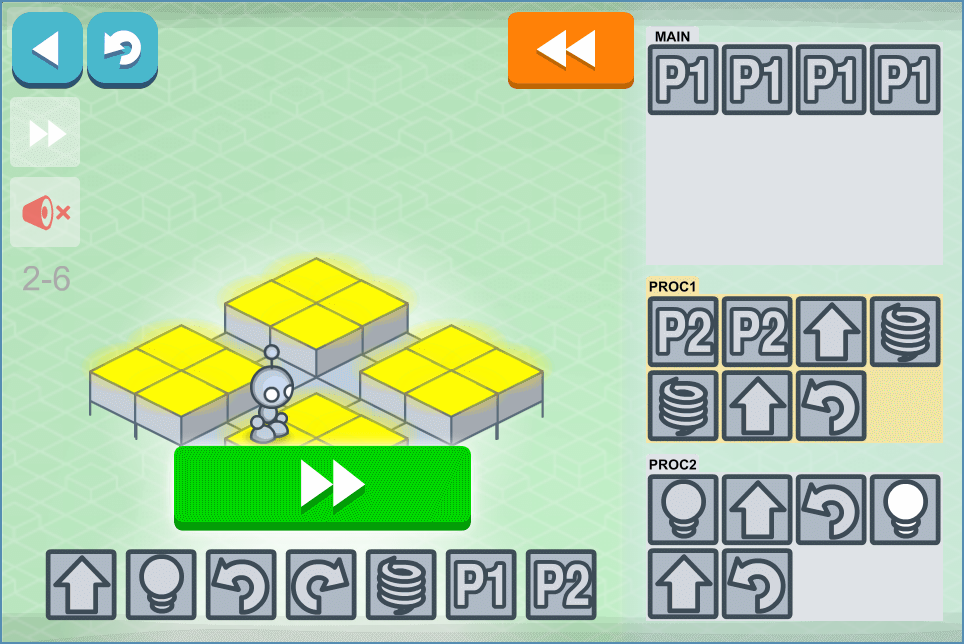 MAIN
P1 P1 P1 P1
2-6
PROC1
P2 P2
PROC2
P1 P2